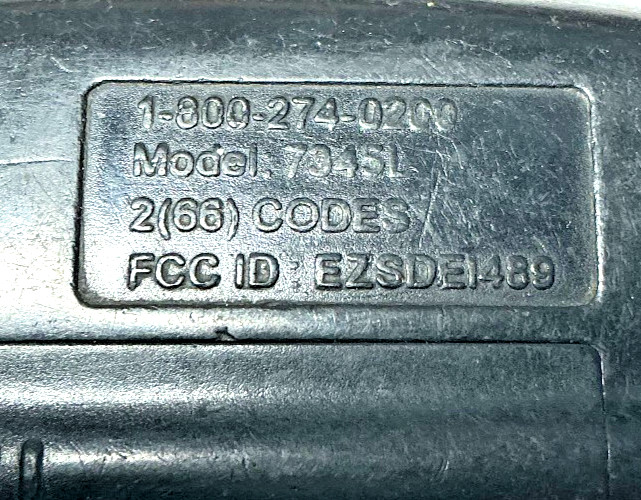 1-800-274-0200
Model: 7345L
2(66) CODES
FCC ID: EZSDEI489